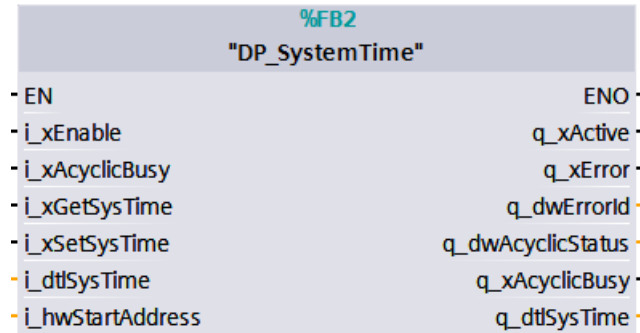 %FB2
"DP_SystemTime"
EN ENO
i_xEnable q_xActive
i_xAcyclicBusy q_xError
i_xGetSysTime q_dwErrorId
i_xSetSysTime q_dwAcyclicStatus
i_dtlSysTime q_xAcyclicBusy
i_hwStartAddress q_dtlSysTime